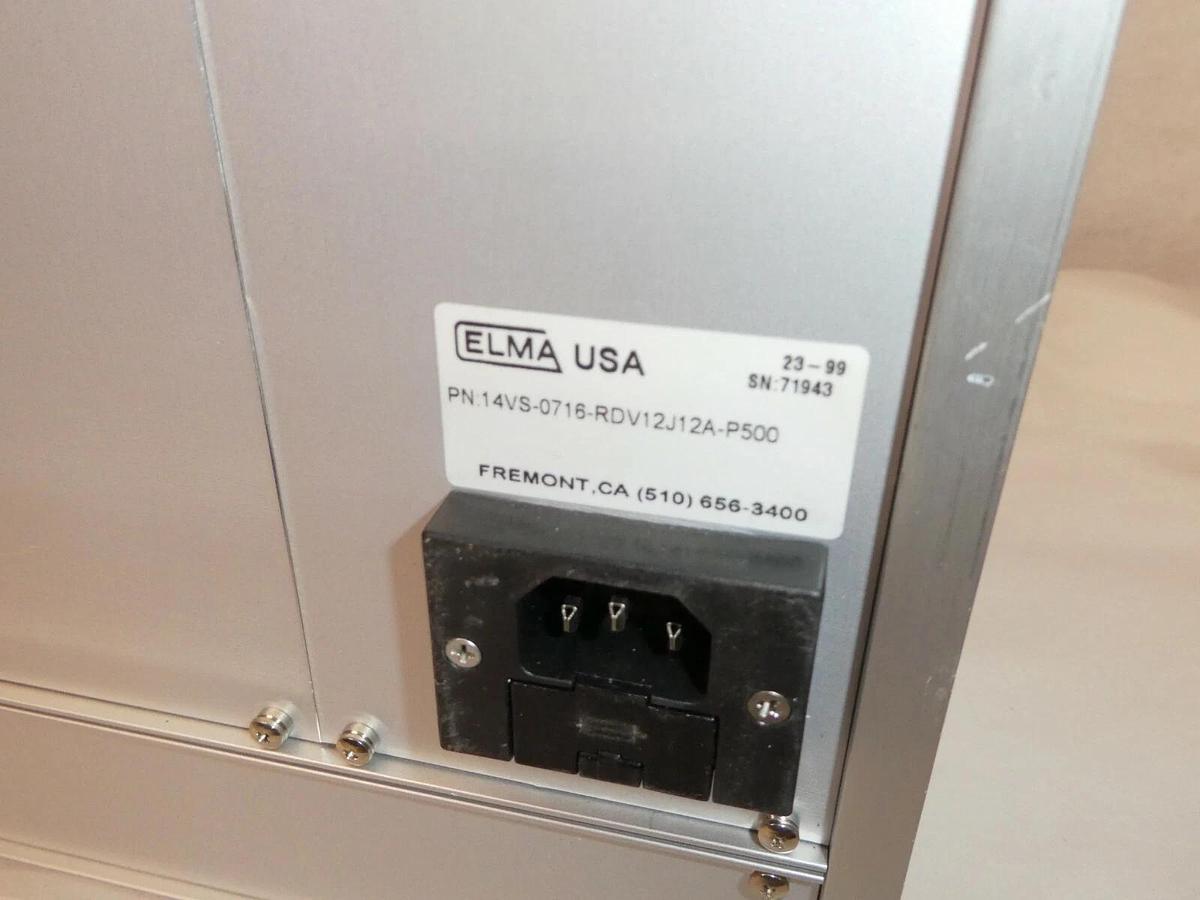 ELMA USA
23-99
SN:71943
PN:14VS-0716-RDV12J12A-P500
FREMONT,CA (510) 656-3400